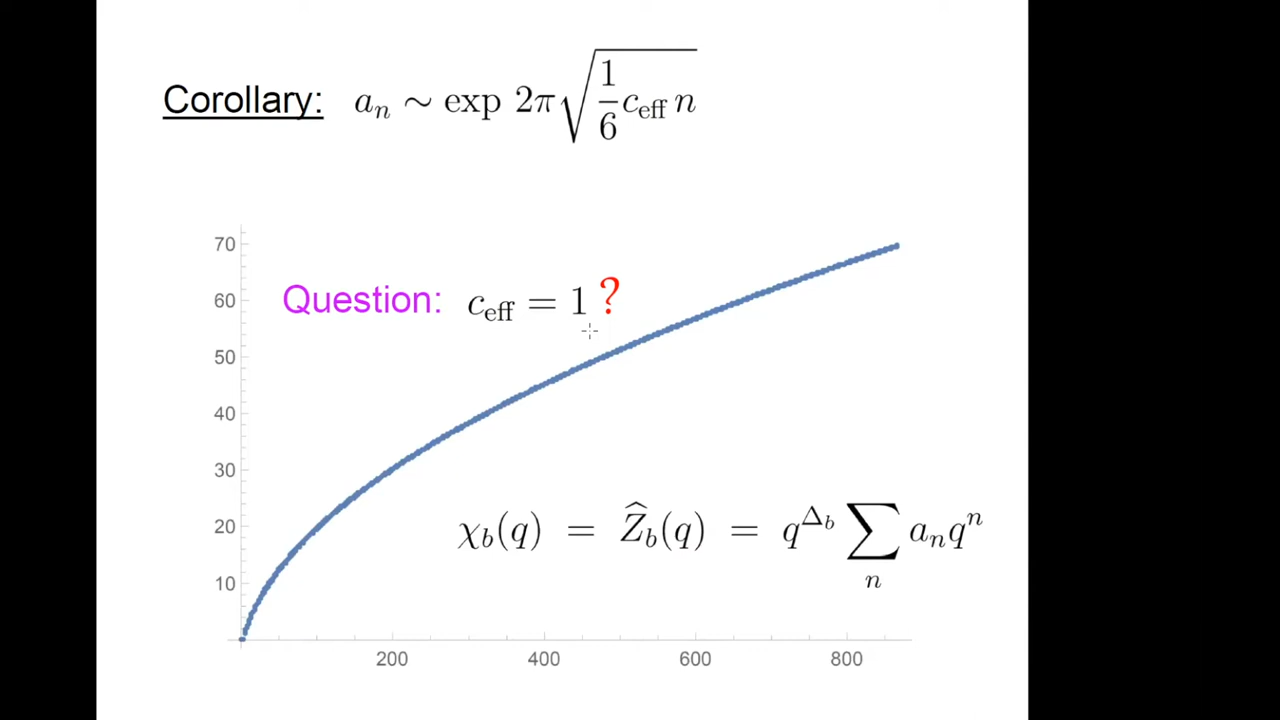 Corollary: a_n ∼ exp 2π√(1/6 c_eff n)
70
60
Question: c_eff = 1?
50
40
30
20
χ_b(q) = Ẑ_b(q) = q^{Δ_b} ∑_n a_n q^n
10
200 400 600 800